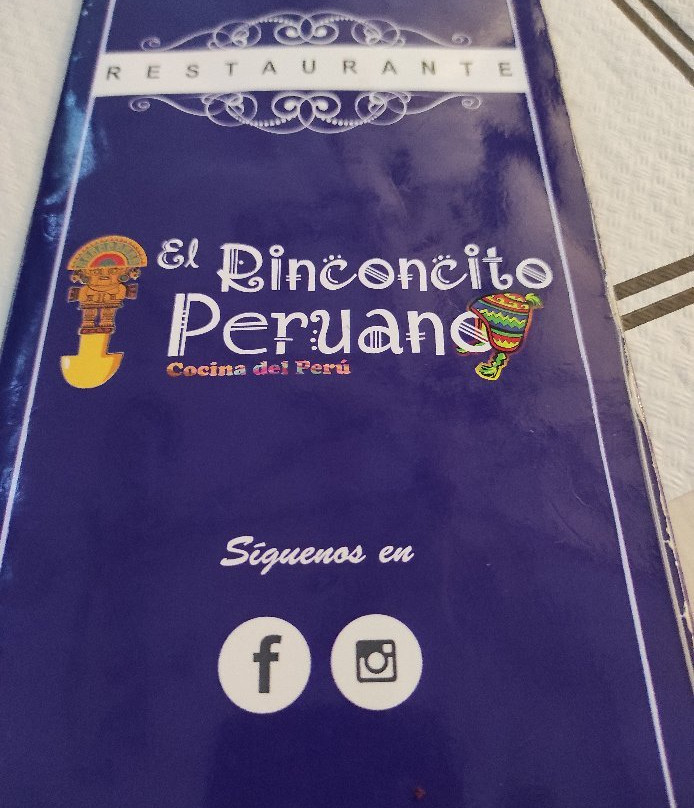 RESTAURANTE
El Rinconcito
Peruano
Cocina del Perú
Síguenos en
f